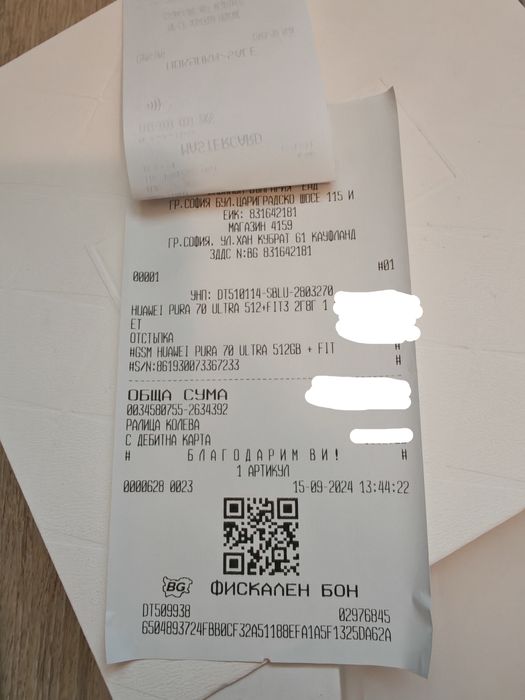 MASTERCARD
ГР.СОФИЯ БУЛ.ЦАРИГРАДСКО ШОСЕ 115 И
ЕИК: 831642181
МАГАЗИН 4159
ГР.СОФИЯ, УЛ.ХАН КУБРАТ 61 КАУФЛАНД
ЗДДС N:BG 831642181
00001 #01
УНП: DT510114-SBLU-2803270
HUAWEI PURA 70 ULTRA 512+FIT3 2Г8Г 1
ЕТ
ОТСТЪПКА #
#GSM HUAWEI PURA 70 ULTRA 512GB + FIT #
#S/N:861930073367233 #
ОБЩА СУМА
0034580755-2634392
РАЛИЦА КОЛЕВА
С ДЕБИТНА КАРТА
# БЛАГОДАРИМ ВИ! #
1 АРТИКУЛ
0000628 0023 15-09-2024 13:44:22
BG ФИСКАЛЕН БОН
DT509938 02976845
6504893724FBB0CF32A51188EFA1A5F1325DA62A